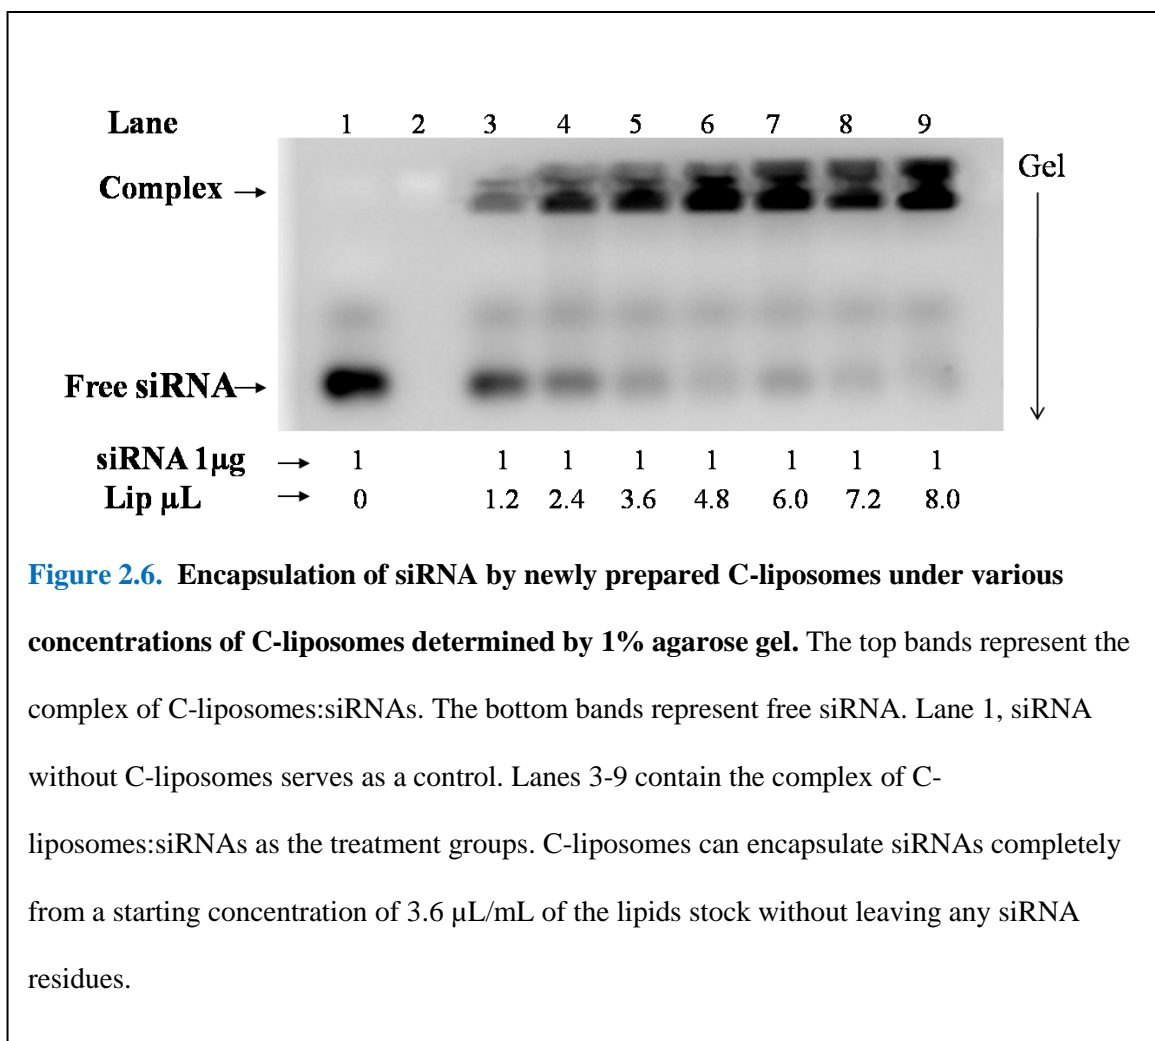 Lane 1 2 3 4 5 6 7 8 9
Complex → Gel
Free siRNA→
siRNA 1µg → 1 1 1 1 1 1 1 1
Lip µL → 0 1.2 2.4 3.6 4.8 6.0 7.2 8.0
Figure 2.6. Encapsulation of siRNA by newly prepared C-liposomes under various
concentrations of C-liposomes determined by 1% agarose gel. The top bands represent the
complex of C-liposomes:siRNAs. The bottom bands represent free siRNA. Lane 1, siRNA
without C-liposomes serves as a control. Lanes 3-9 contain the complex of C-
liposomes:siRNAs as the treatment groups. C-liposomes can encapsulate siRNAs completely
from a starting concentration of 3.6 µL/mL of the lipids stock without leaving any siRNA
residues.